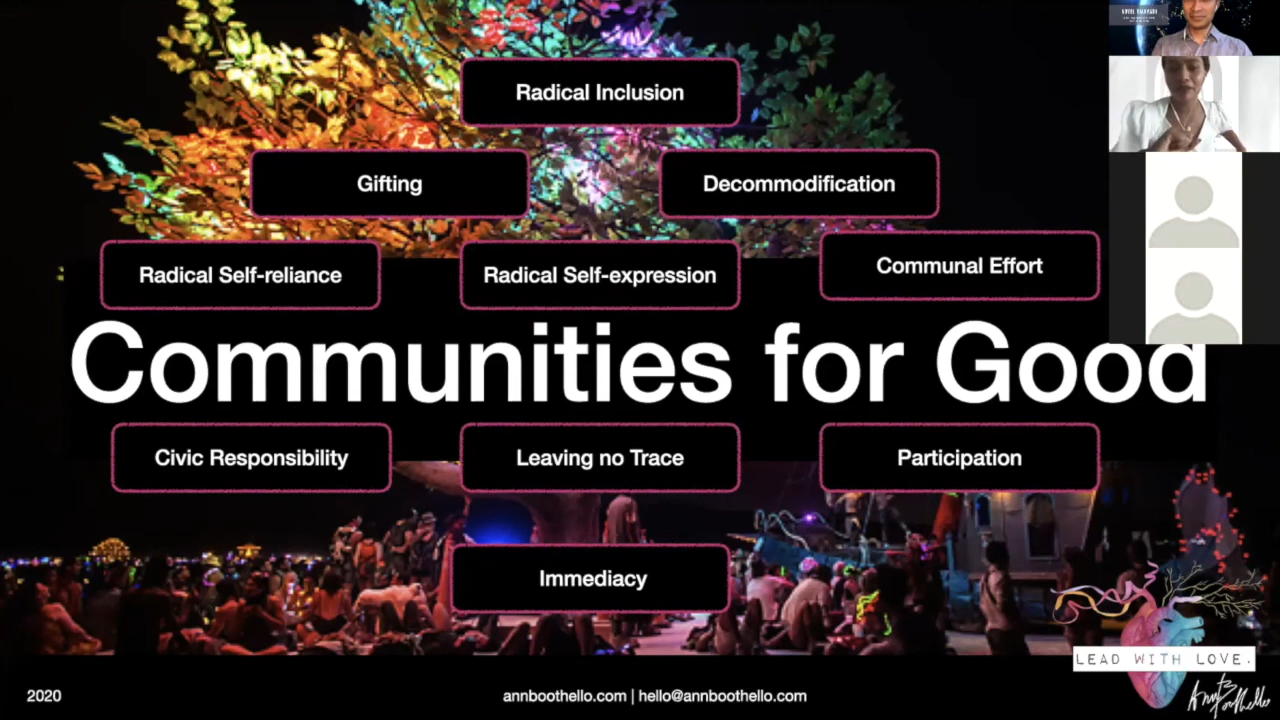 Radical Inclusion
Gifting
Decommodification
Radical Self-reliance
Radical Self-expression
Communal Effort
Communities for Good
Civic Responsibility
Leaving no Trace
Participation
Immediacy
LEAD WITH LOVE.
2020
annboothello.com | hello@annboothello.com